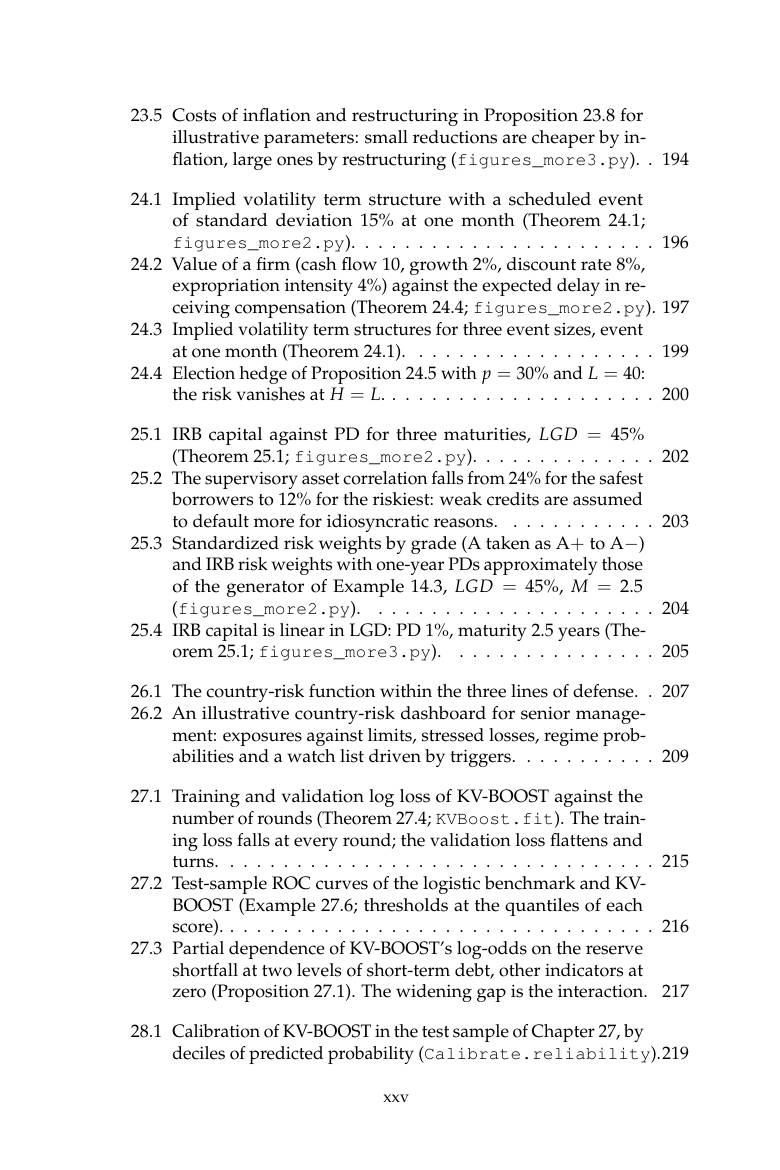 23.5 Costs of inflation and restructuring in Proposition 23.8 for
illustrative parameters: small reductions are cheaper by in-
flation, large ones by restructuring (figures_more3.py). . 194
24.1 Implied volatility term structure with a scheduled event
of standard deviation 15% at one month (Theorem 24.1;
figures_more2.py). . . . . . . . . . . . . . . . . . . . . . . 196
24.2 Value of a firm (cash flow 10, growth 2%, discount rate 8%,
expropriation intensity 4%) against the expected delay in re-
ceiving compensation (Theorem 24.4; figures_more2.py). 197
24.3 Implied volatility term structures for three event sizes, event
at one month (Theorem 24.1). . . . . . . . . . . . . . . . . . . 199
24.4 Election hedge of Proposition 24.5 with p = 30% and L = 40:
the risk vanishes at H = L. . . . . . . . . . . . . . . . . . . . . 200
25.1 IRB capital against PD for three maturities, LGD = 45%
(Theorem 25.1; figures_more2.py). . . . . . . . . . . . . . 202
25.2 The supervisory asset correlation falls from 24% for the safest
borrowers to 12% for the riskiest: weak credits are assumed
to default more for idiosyncratic reasons. . . . . . . . . . . . 203
25.3 Standardized risk weights by grade (A taken as A+ to A−)
and IRB risk weights with one-year PDs approximately those
of the generator of Example 14.3, LGD = 45%, M = 2.5
(figures_more2.py). . . . . . . . . . . . . . . . . . . . . . 204
25.4 IRB capital is linear in LGD: PD 1%, maturity 2.5 years (The-
orem 25.1; figures_more3.py). . . . . . . . . . . . . . . . 205
26.1 The country-risk function within the three lines of defense. . 207
26.2 An illustrative country-risk dashboard for senior manage-
ment: exposures against limits, stressed losses, regime prob-
abilities and a watch list driven by triggers. . . . . . . . . . . 209
27.1 Training and validation log loss of KV-BOOST against the
number of rounds (Theorem 27.4; KVBoost.fit). The train-
ing loss falls at every round; the validation loss flattens and
turns. . . . . . . . . . . . . . . . . . . . . . . . . . . . . . . . . 215
27.2 Test-sample ROC curves of the logistic benchmark and KV-
BOOST (Example 27.6; thresholds at the quantiles of each
score). . . . . . . . . . . . . . . . . . . . . . . . . . . . . . . . . 216
27.3 Partial dependence of KV-BOOST's log-odds on the reserve
shortfall at two levels of short-term debt, other indicators at
zero (Proposition 27.1). The widening gap is the interaction. 217
28.1 Calibration of KV-BOOST in the test sample of Chapter 27, by
deciles of predicted probability (Calibrate.reliability).219
xxv